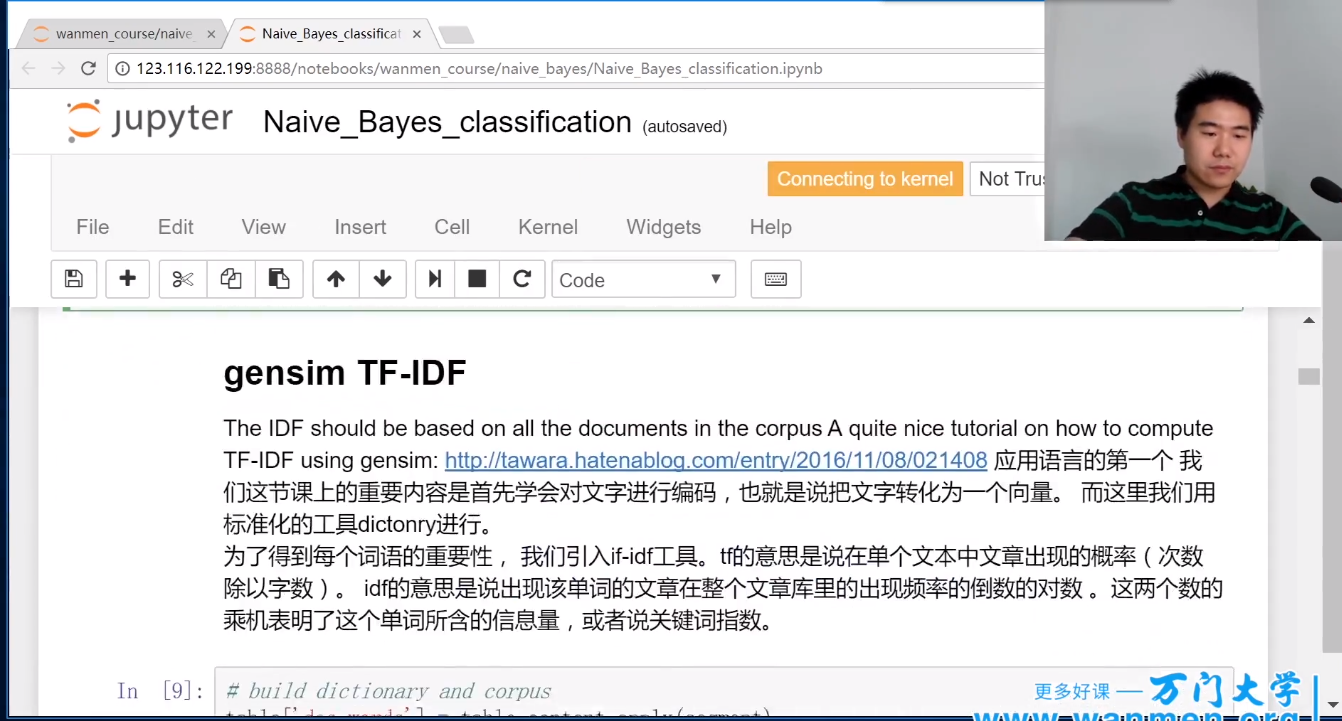 wanmen_course/naive_
Naive_Bayes_classificat
123.116.122.199:8888/notebooks/wanmen_course/naive_bayes/Naive_Bayes_classification.ipynb
jupyter Naive_Bayes_classification (autosaved)
Connecting to kernel Not Trus
File Edit View Insert Cell Kernel Widgets Help
Code
gensim TF-IDF
The IDF should be based on all the documents in the corpus A quite nice tutorial on how to compute
TF-IDF using gensim: http://tawara.hatenablog.com/entry/2016/11/08/021408 应用语言的第一个 我
们这节课上的重要内容是首先学会对文字进行编码，也就是说把文字转化为一个向量。 而这里我们用
标准化的工具dictonry进行。
为了得到每个词语的重要性， 我们引入if-idf工具。tf的意思是说在单个文本中文章出现的概率（次数
除以字数）。 idf的意思是说出现该单词的文章在整个文章库里的出现频率的倒数的对数 。这两个数的
乘机表明了这个单词所含的信息量，或者说关键词指数。
In [9]: # build dictionary and corpus
table['doc_words'] = table.content.apply(segment)
更多好课 — 万门大学
www.wanmen.org